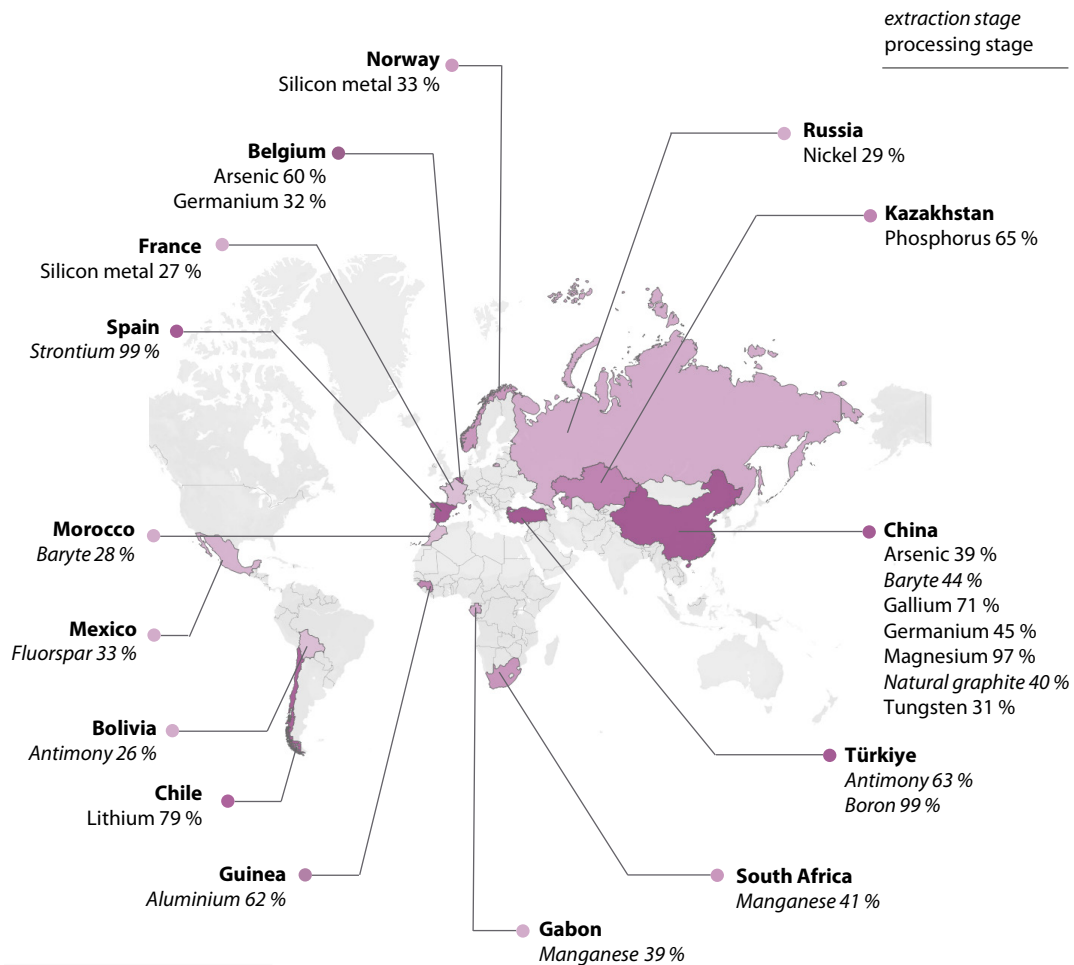 extraction stage
processing stage
Norway
Silicon metal 33 %
Russia
Nickel 29 %
Belgium
Arsenic 60 %
Germanium 32 %
Kazakhstan
Phosphorus 65 %
France
Silicon metal 27 %
Spain
Strontium 99 %
Morocco
Baryte 28 %
China
Arsenic 39 %
Baryte 44 %
Gallium 71 %
Germanium 45 %
Magnesium 97 %
Natural graphite 40 %
Tungsten 31 %
Mexico
Fluorspar 33 %
Bolivia
Antimony 26 %
Türkiye
Antimony 63 %
Boron 99 %
Chile
Lithium 79 %
Guinea
Aluminium 62 %
South Africa
Manganese 41 %
Gabon
Manganese 39 %